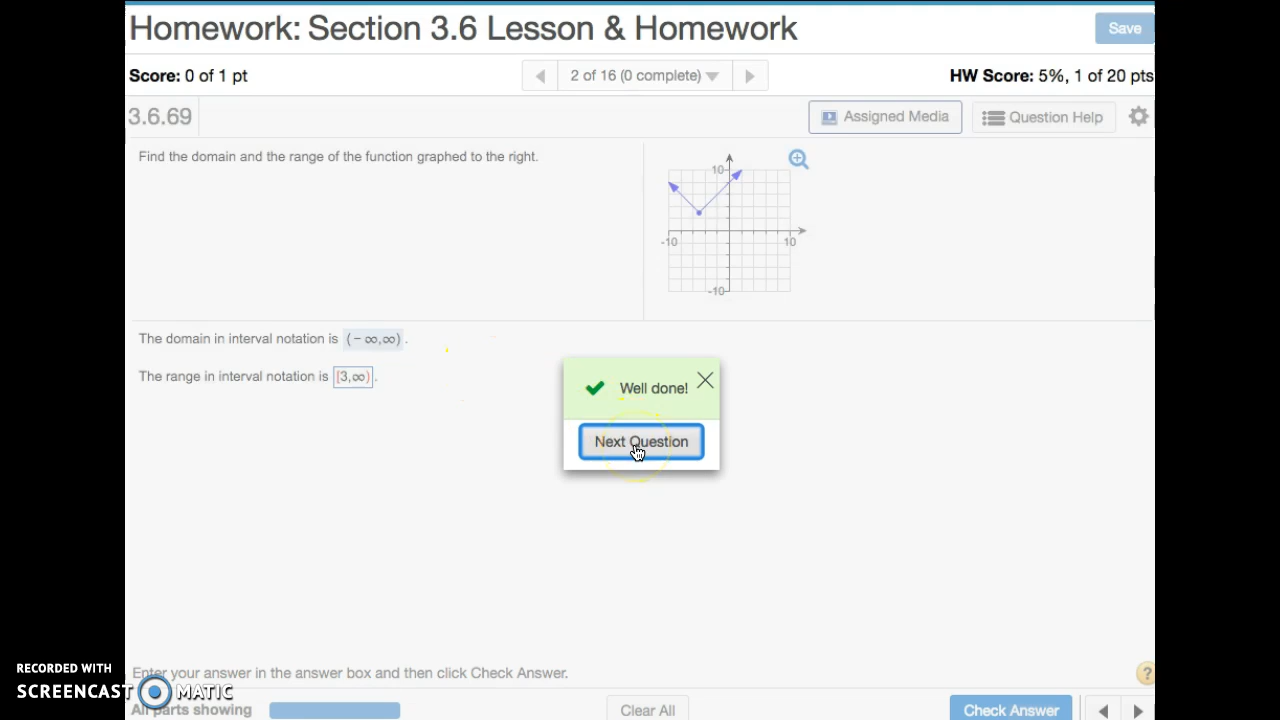 Homework: Section 3.6 Lesson & Homework
Save
Score: 0 of 1 pt
2 of 16 (0 complete)
HW Score: 5%, 1 of 20 pts
3.6.69
Assigned Media
Question Help
Find the domain and the range of the function graphed to the right.
10
-10
10
-10
The domain in interval notation is (− ∞,∞).
The range in interval notation is [3,∞).
Well done!
Next Question
Enter your answer in the answer box and then click Check Answer.
?
RECORDED WITH
SCREENCAST MATIC
All parts showing
Clear All
Check Answer